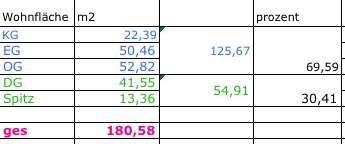 Wohnfläche m2 prozent
KG 22,39
EG 50,46 125,67
OG 52,82 69,59
DG 41,55
Spitz 13,36 54,91 30,41
ges 180,58